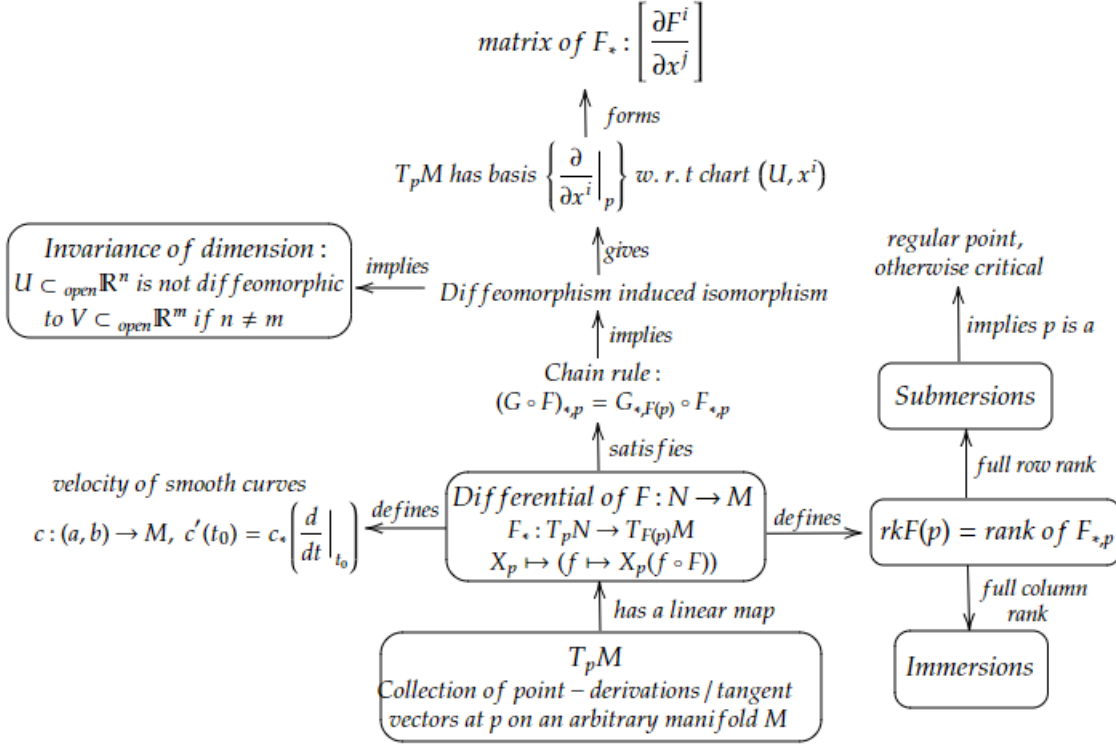 matrix of F_* : [∂F^i/∂x^j]
forms
T_pM has basis {∂/∂x^i|_p} w.r.t chart (U, x^i)
Invariance of dimension :
U ⊂ _open ℝ^n is not diffeomorphic
to V ⊂ _open ℝ^m if n ≠ m
implies
gives
Diffeomorphism induced isomorphism
regular point,
otherwise critical
implies p is a
implies
Chain rule :
(G ∘ F)_{*,p} = G_{*,F(p)} ∘ F_{*,p}
Submersions
satisfies
full row rank
velocity of smooth curves
c : (a, b) → M, c′(t_0) = c_*(d/dt|_{t_0})
defines
Differential of F : N → M
F_* : T_pN → T_{F(p)}M
X_p ↦ (f ↦ X_p(f ∘ F))
defines
rkF(p) = rank of F_{*,p}
has a linear map
full column
rank
Immersions
T_pM
Collection of point − derivations/tangent
vectors at p on an arbitrary manifold M